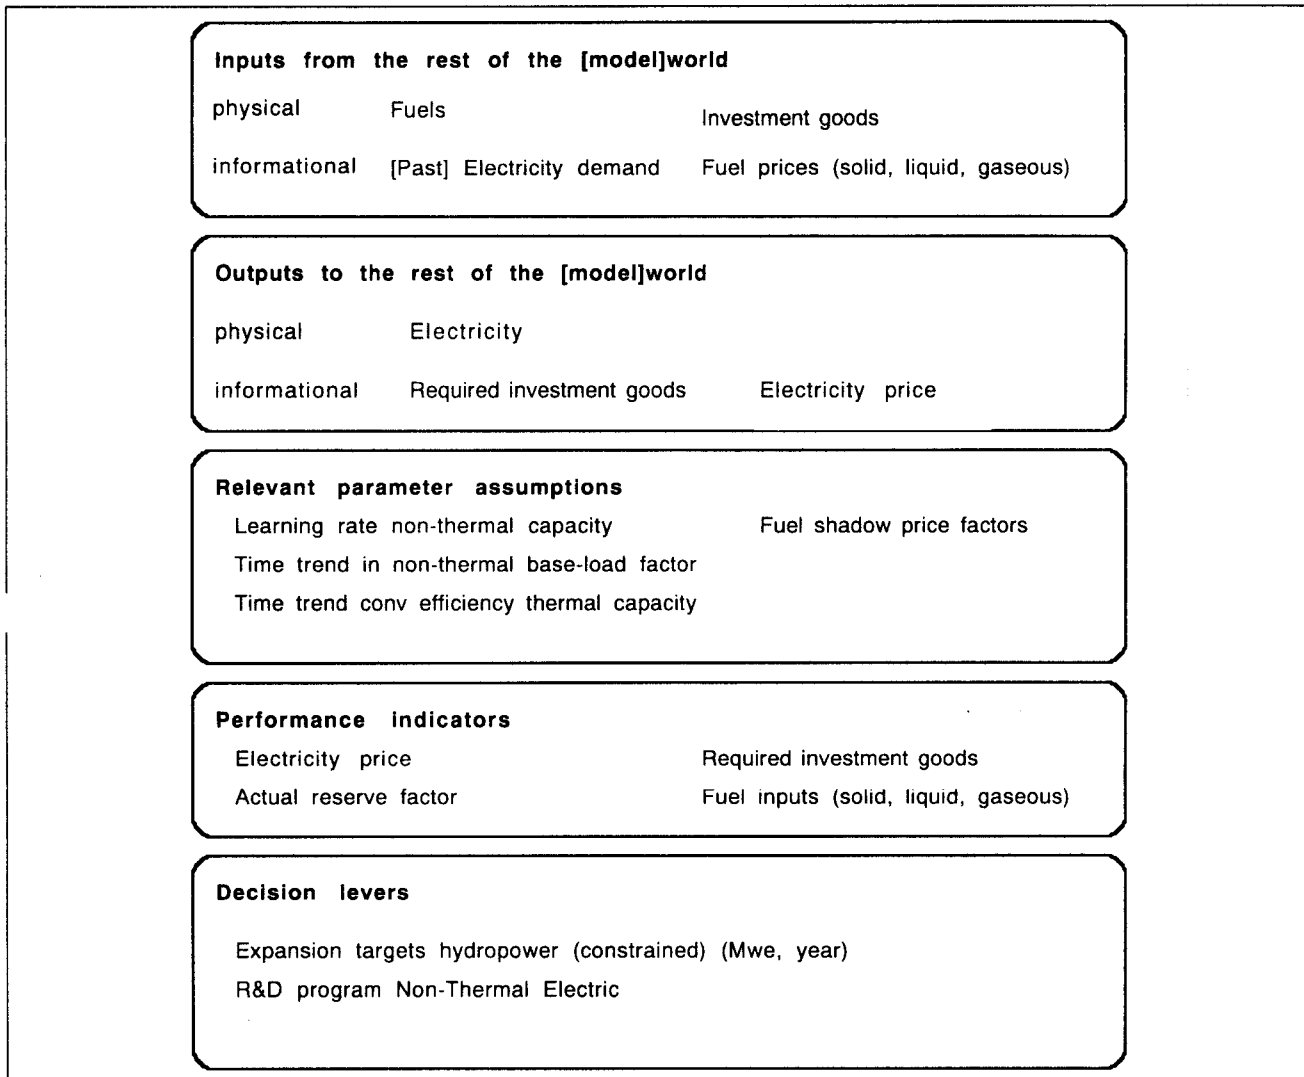 Inputs from the rest of the [model]world
physical Fuels Investment goods
informational [Past] Electricity demand Fuel prices (solid, liquid, gaseous)
Outputs to the rest of the [model]world
physical Electricity
informational Required investment goods Electricity price
Relevant parameter assumptions
Learning rate non-thermal capacity Fuel shadow price factors
Time trend in non-thermal base-load factor
Time trend conv efficiency thermal capacity
Performance indicators
Electricity price Required investment goods
Actual reserve factor Fuel inputs (solid, liquid, gaseous)
Decision levers
Expansion targets hydropower (constrained) (Mwe, year)
R&D program Non-Thermal Electric